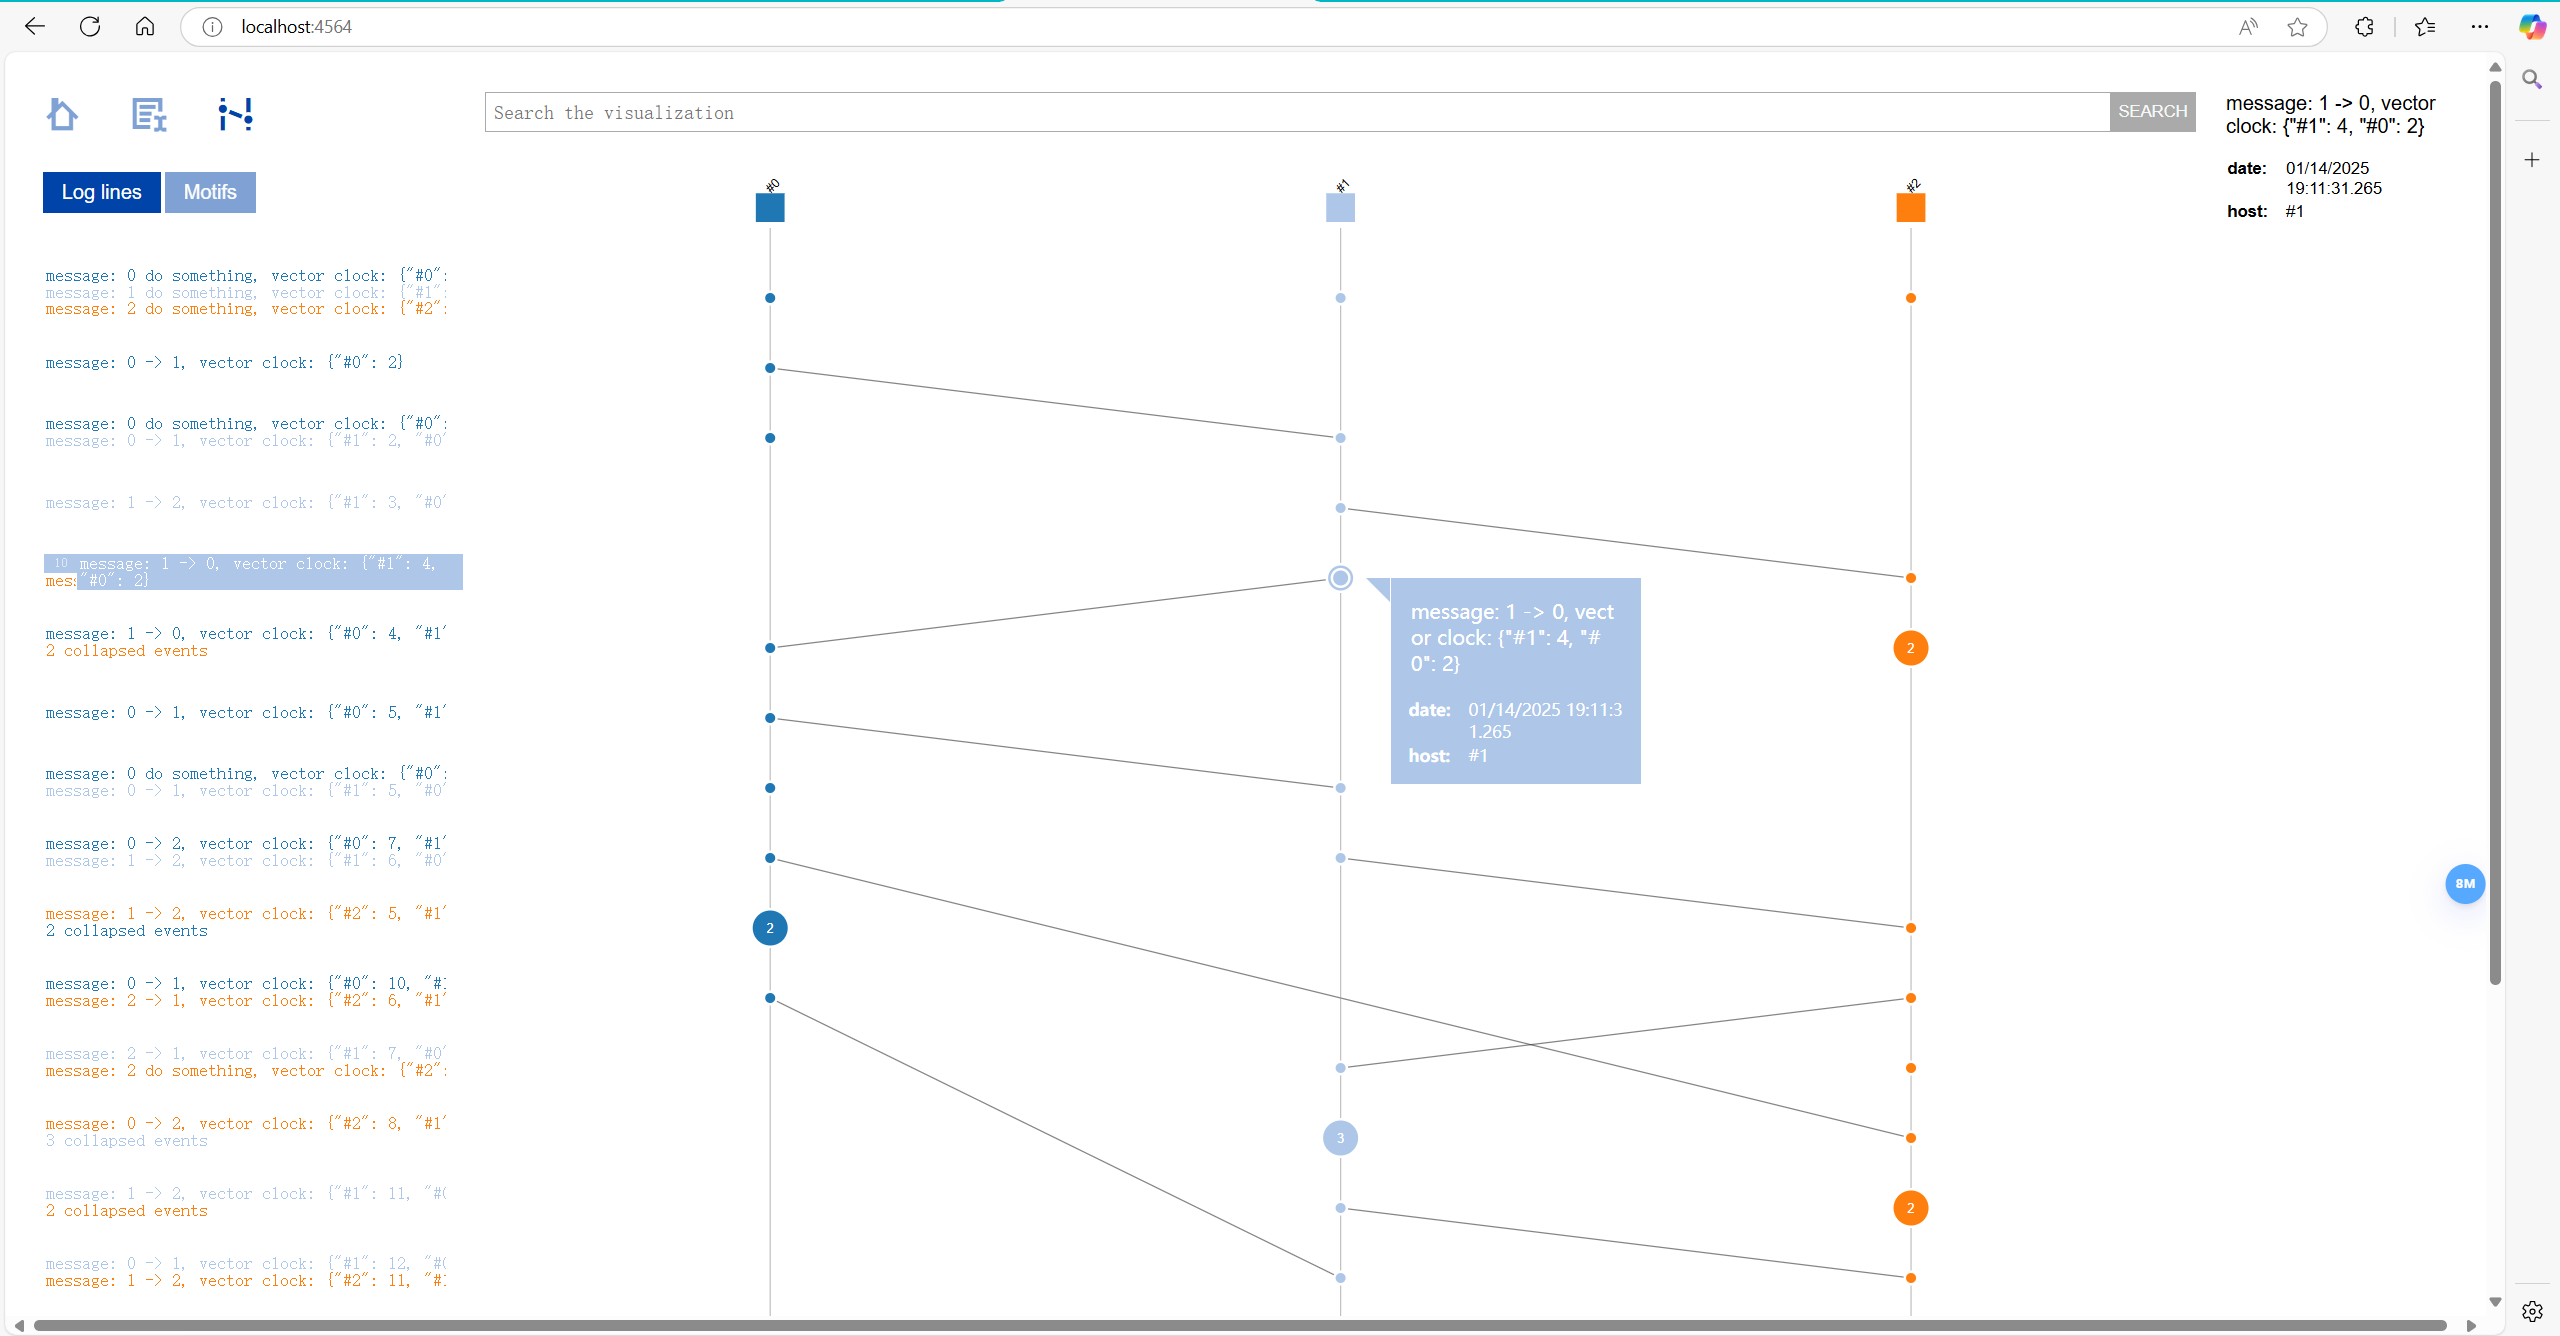 localhost:4564
Search the visualization
SEARCH
Log lines
Motifs
#0
#1
#2
message: 0 do something, vector clock: {"#0":
message: 1 do something, vector clock: {"#1":
message: 2 do something, vector clock: {"#2":
message: 0 -> 1, vector clock: {"#0": 2}
message: 0 do something, vector clock: {"#0":
message: 0 -> 1, vector clock: {"#1": 2, "#0"
message: 1 -> 2, vector clock: {"#1": 3, "#0"
10 message: 1 -> 0, vector clock: {"#1": 4,
mess "#0": 2}
message: 1 -> 0, vector clock: {"#0": 4, "#1"
2 collapsed events
message: 0 -> 1, vector clock: {"#0": 5, "#1"
message: 0 do something, vector clock: {"#0":
message: 0 -> 1, vector clock: {"#1": 5, "#0"
message: 0 -> 2, vector clock: {"#0": 7, "#1"
message: 1 -> 2, vector clock: {"#1": 6, "#0"
message: 1 -> 2, vector clock: {"#2": 5, "#1"
2 collapsed events
message: 0 -> 1, vector clock: {"#0": 10, "#1
message: 2 -> 1, vector clock: {"#2": 6, "#1"
message: 2 -> 1, vector clock: {"#1": 7, "#0"
message: 2 do something, vector clock: {"#2":
message: 0 -> 2, vector clock: {"#2": 8, "#1"
3 collapsed events
message: 1 -> 2, vector clock: {"#1": 11, "#0
2 collapsed events
message: 0 -> 1, vector clock: {"#1": 12, "#0
message: 1 -> 2, vector clock: {"#2": 11, "#1
message: 1 -> 0, vect
or clock: {"#1": 4, "#
0": 2}
date: 01/14/2025 19:11:3
1.265
host: #1
2
2
3
2
message: 1 -> 0, vector
clock: {"#1": 4, "#0": 2}
date: 01/14/2025
19:11:31.265
host: #1
8M